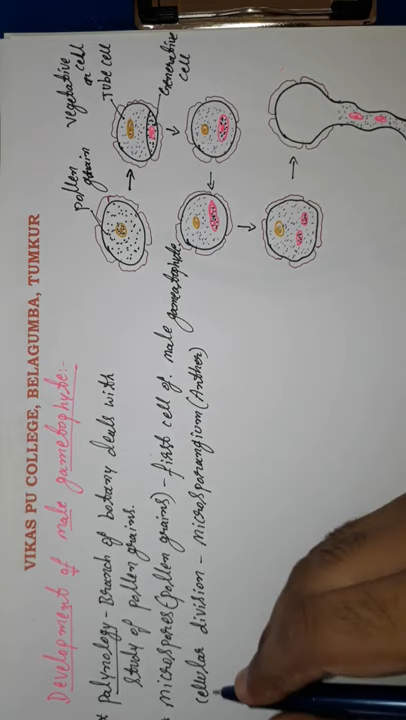 VIKAS PU COLLEGE, BELAGUMBA, TUMKUR
Development of male gametophyte:-
* Palynology - Branch of botany deals with
study of pollen grains.
* Microspores (pollen grains) - first cell of male gameatophyte
Cellular division - microsporangium (Anther)
pollen
grain
vegetative
or cell
Tube cell
Generative
cell